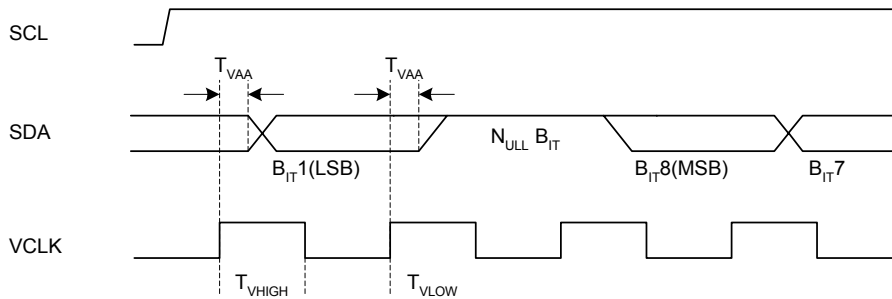 SCL
T_VAA T_VAA
SDA
N_ULL B_IT
B_IT1(LSB) B_IT8(MSB) B_IT7
VCLK
T_VHIGH T_VLOW